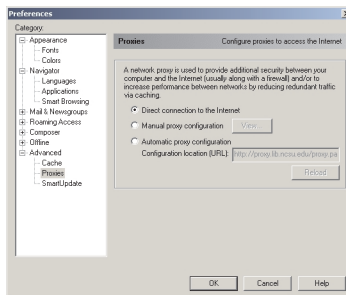 Preferences
Category:
Appearance
Fonts
Colors
Navigator
Languages
Applications
Smart Browsing
Mail & Newsgroups
Roaming Access
Composer
Offline
Advanced
Cache
Proxies
SmartUpdate
Proxies Configure proxies to access the Internet
A network proxy is used to provide additional security between your
computer and the Internet (usually along with a firewall) and/or to
increase performance between networks by reducing redundant traffic
via caching.
Direct connection to the Internet
Manual proxy configuration View...
Automatic proxy configuration
Configuration location (URL): http://proxy.lib.ncsu.edu/proxy.pa
Reload
OK Cancel Help